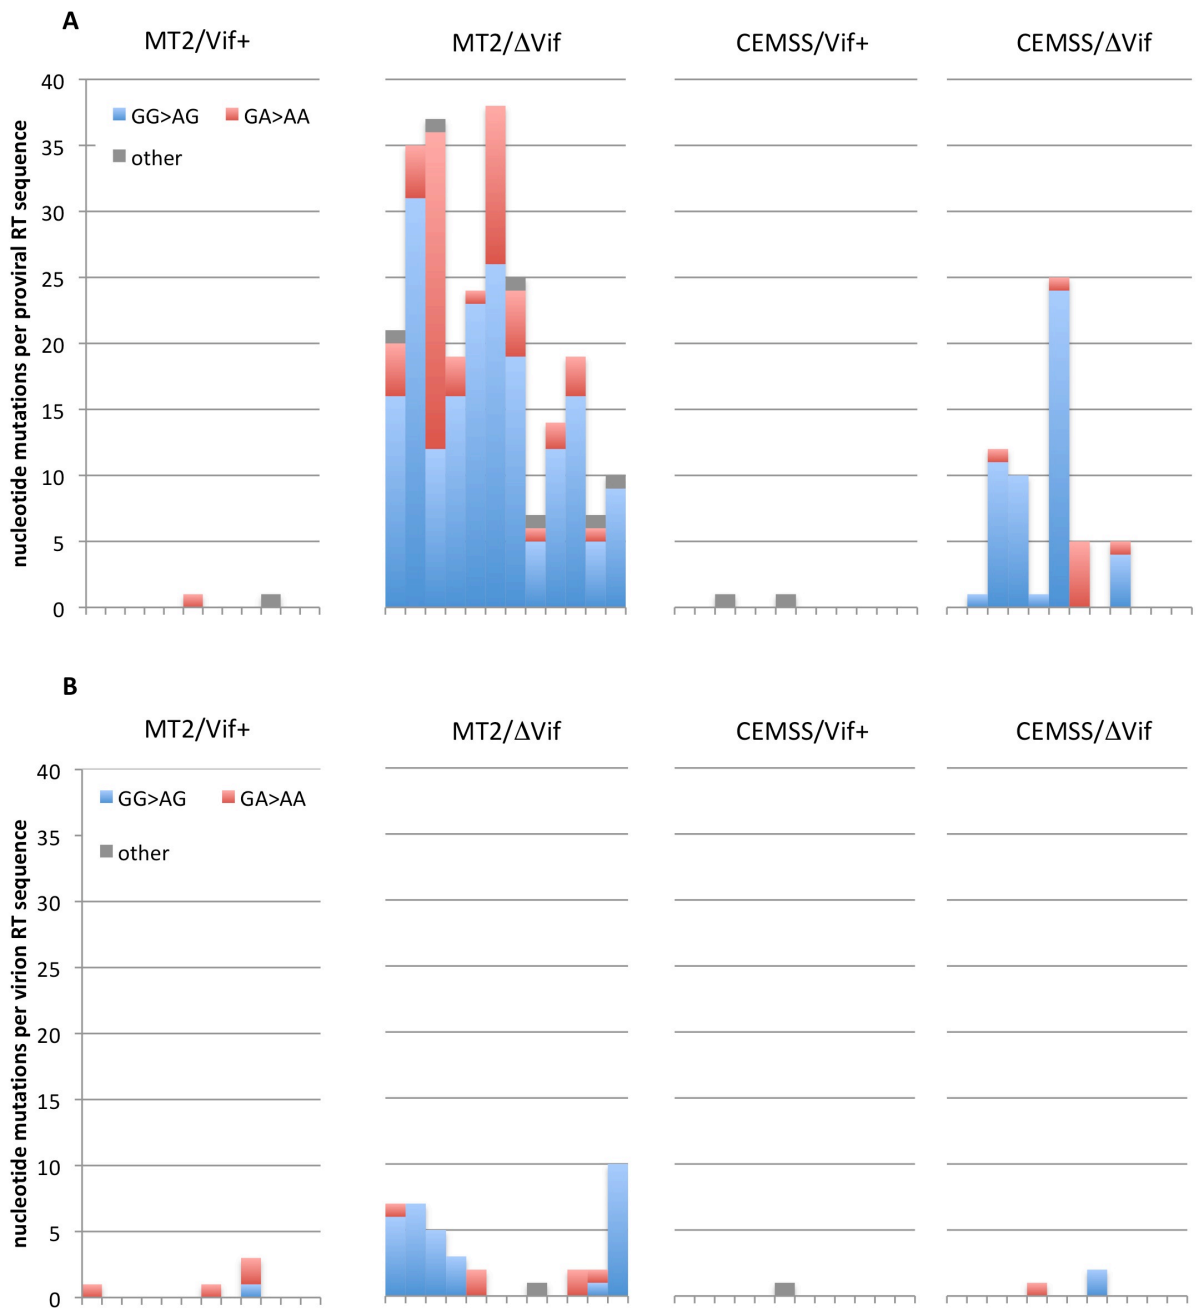 A
MT2/Vif+ MT2/ΔVif CEMSS/Vif+ CEMSS/ΔVif
nucleotide mutations per proviral RT sequence
40
GG>AG GA>AA
35
other
30
25
20
15
10
5
0
B
MT2/Vif+ MT2/ΔVif CEMSS/Vif+ CEMSS/ΔVif
nucleotide mutations per virion RT sequence
40
GG>AG GA>AA
35
other
30
25
20
15
10
5
0